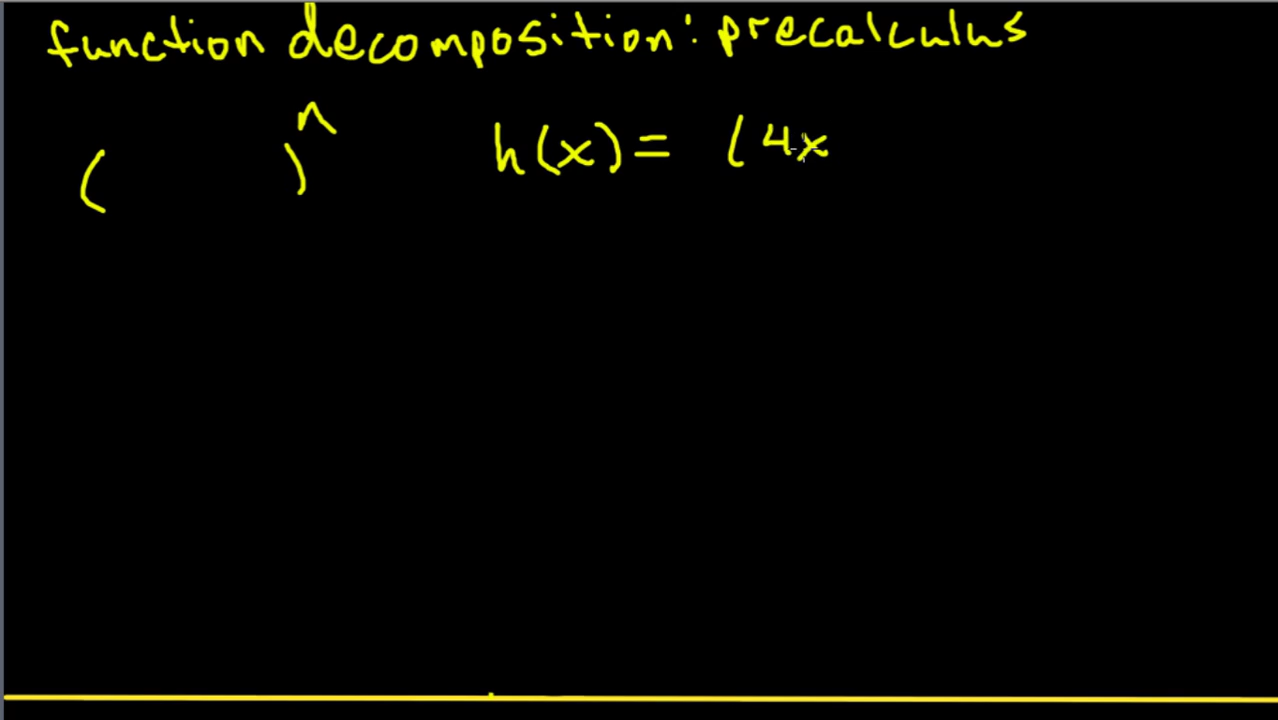 function decomposition: precalculus
( )ⁿ h(x) = (4x